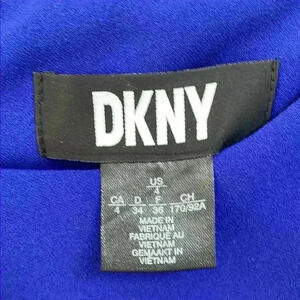 DKNY
US
4
CA D F CH
4 34 36 170/92A
MADE IN
VIETNAM
FABRIQUÉ AU
VIETNAM
GEMAAKT IN
VIETNAM